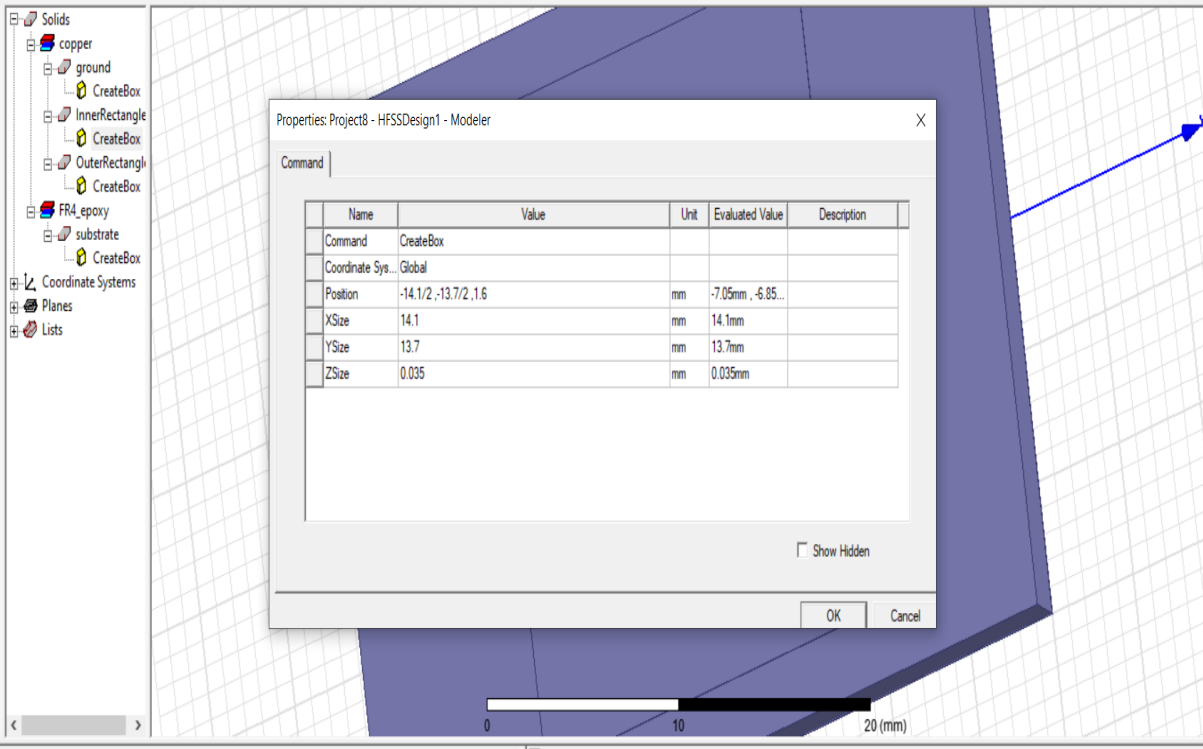 Solids
copper
ground
CreateBox
InnerRectangle
CreateBox
OuterRectangl
CreateBox
FR4_epoxy
substrate
CreateBox
Coordinate Systems
Planes
Lists
Properties: Project8 - HFSSDesign1 - Modeler
Command
Name Value Unit Evaluated Value Description
Command CreateBox
Coordinate Sys... Global
Position -14.1/2 ,-13.7/2 ,1.6 mm -7.05mm , -6.85...
XSize 14.1 mm 14.1mm
YSize 13.7 mm 13.7mm
ZSize 0.035 mm 0.035mm
Show Hidden
OK Cancel
0 10 20 (mm)